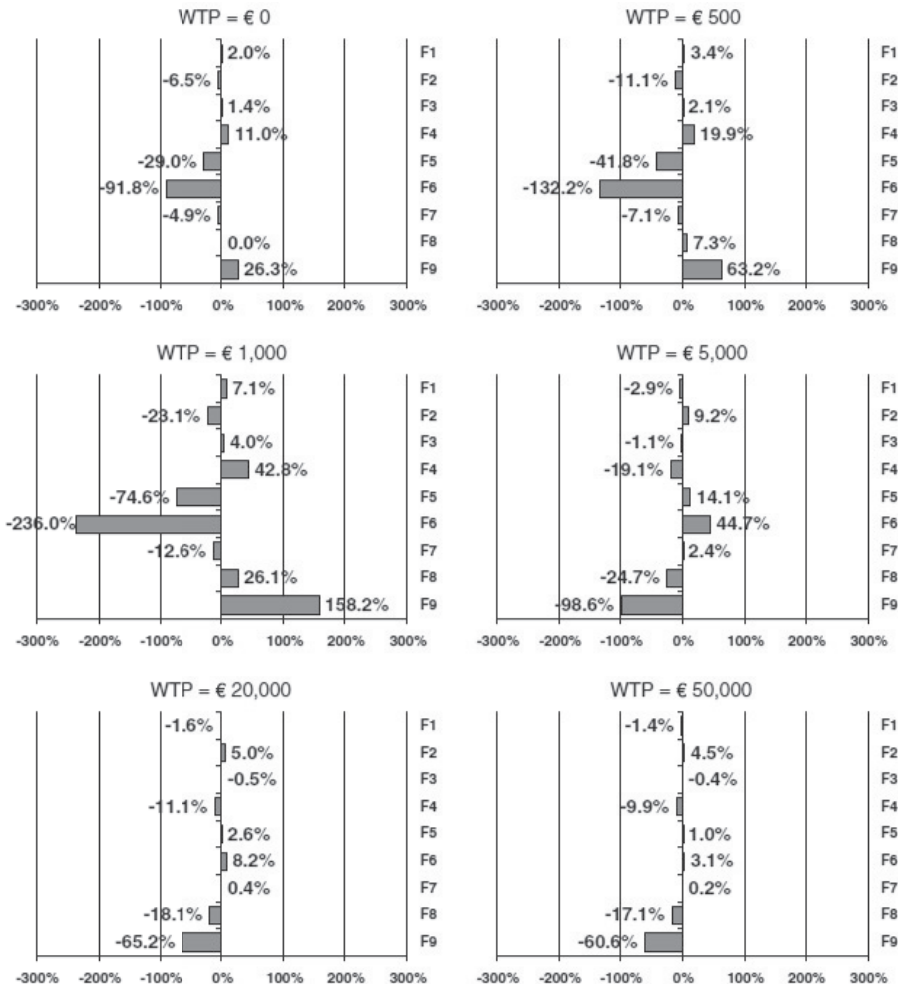 WTP = € 0
2.0% F1
-6.5% F2
1.4% F3
11.0% F4
-29.0% F5
-91.8% F6
-4.9% F7
0.0% F8
26.3% F9
-300% -200% -100% 0% 100% 200% 300%
WTP = € 500
3.4% F1
-11.1% F2
2.1% F3
19.9% F4
-41.8% F5
-132.2% F6
-7.1% F7
7.3% F8
63.2% F9
-300% -200% -100% 0% 100% 200% 300%
WTP = € 1,000
7.1% F1
-23.1% F2
4.0% F3
42.8% F4
-74.6% F5
-236.0% F6
-12.6% F7
26.1% F8
158.2% F9
-300% -200% -100% 0% 100% 200% 300%
WTP = € 5,000
-2.9% F1
9.2% F2
-1.1% F3
-19.1% F4
14.1% F5
44.7% F6
2.4% F7
-24.7% F8
-98.6% F9
-300% -200% -100% 0% 100% 200% 300%
WTP = € 20,000
-1.6% F1
5.0% F2
-0.5% F3
-11.1% F4
2.6% F5
8.2% F6
0.4% F7
-18.1% F8
-65.2% F9
-300% -200% -100% 0% 100% 200% 300%
WTP = € 50,000
-1.4% F1
4.5% F2
-0.4% F3
-9.9% F4
1.0% F5
3.1% F6
0.2% F7
-17.1% F8
-60.6% F9
-300% -200% -100% 0% 100% 200% 300%